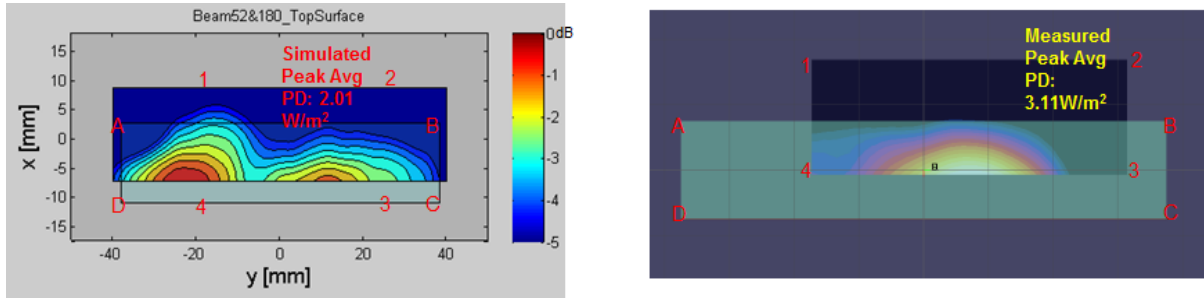 Beam52&180_TopSurface
0dB
-1
-2
-3
-4
-5
15
10
5
0
-5
-10
-15
x [mm]
-40
-20
0
20
40
y [mm]
Simulated
Peak Avg
PD: 2.01
W/m²
1
2
A
B
D
4
3
C
Measured
Peak Avg
PD:
3.11W/m²
1
2
A
B
4
3
D
C